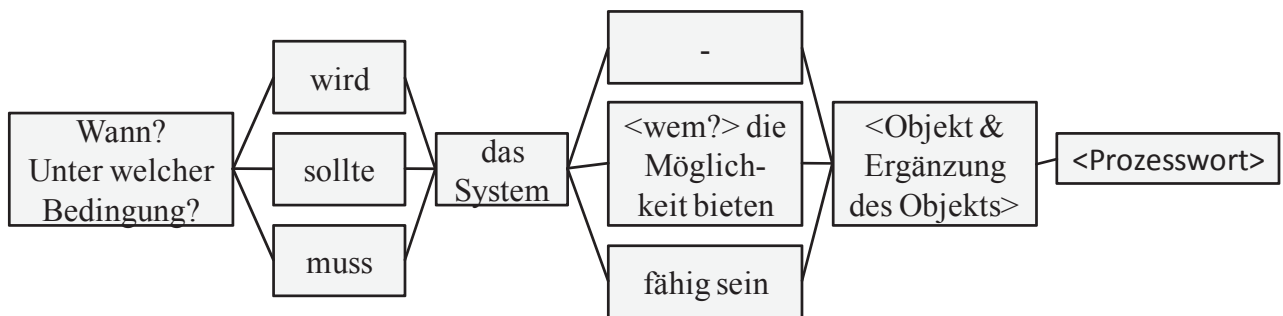 Wann?
Unter welcher
Bedingung?
wird
sollte
muss
das
System
-
<wem?> die
Möglich-
keit bieten
fähig sein
<Objekt &
Ergänzung
des Objekts>
<Prozesswort>